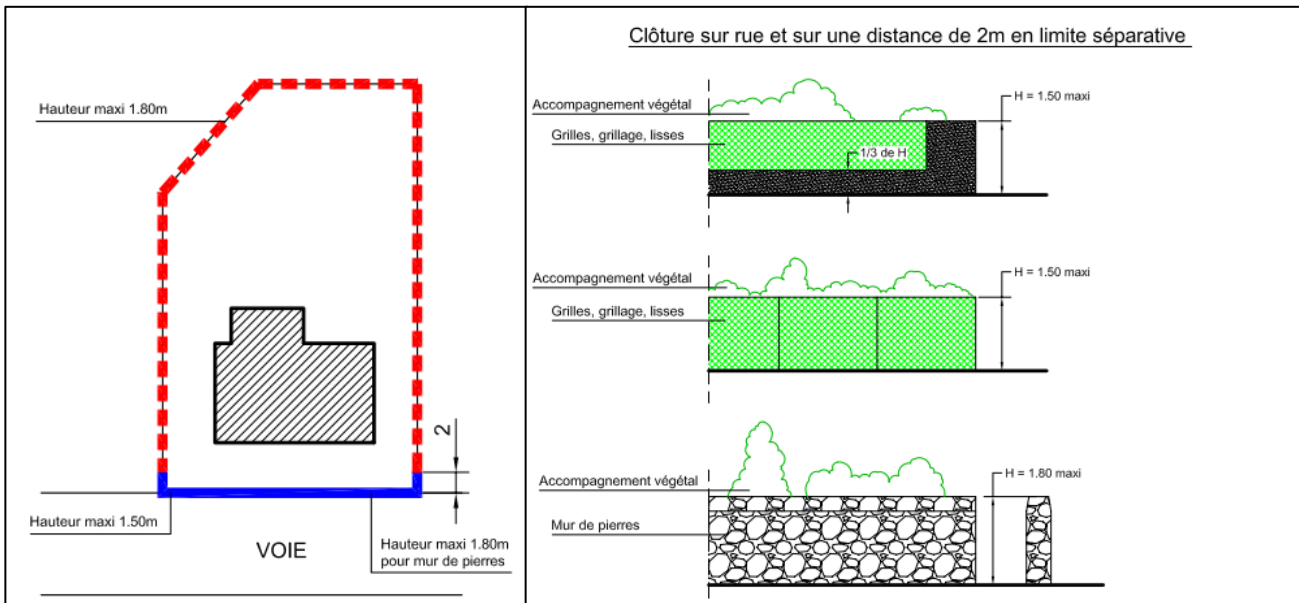 Hauteur maxi 1.80m
2
Hauteur maxi 1.50m
VOIE
Hauteur maxi 1.80m
pour mur de pierres
Clôture sur rue et sur une distance de 2m en limite séparative
Accompagnement végétal
H = 1.50 maxi
Grilles, grillage, lisses
1/3 de H
Accompagnement végétal
H = 1.50 maxi
Grilles, grillage, lisses
Accompagnement végétal
H = 1.80 maxi
Mur de pierres